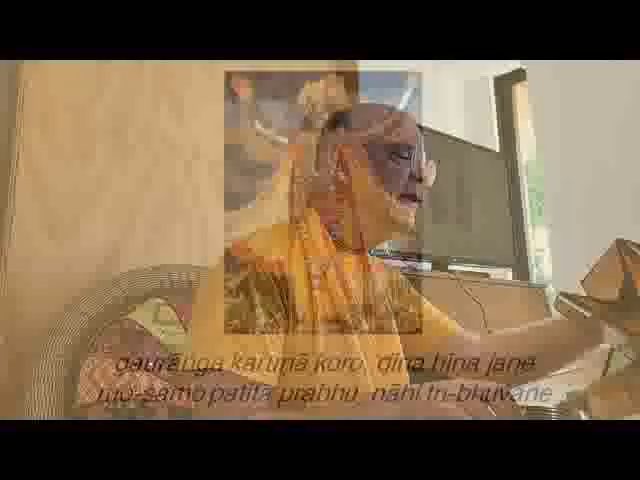 gaurāṅga karuṇā koro, dīna hīna jane
mo-samo patita prabhu, nāhi tri-bhuvane